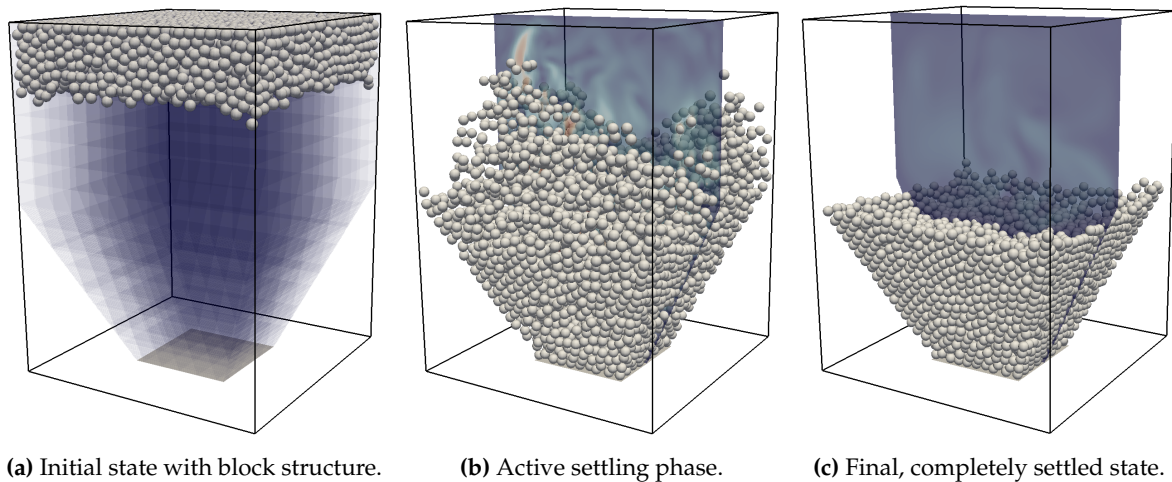 (a) Initial state with block structure.
(b) Active settling phase.
(c) Final, completely settled state.